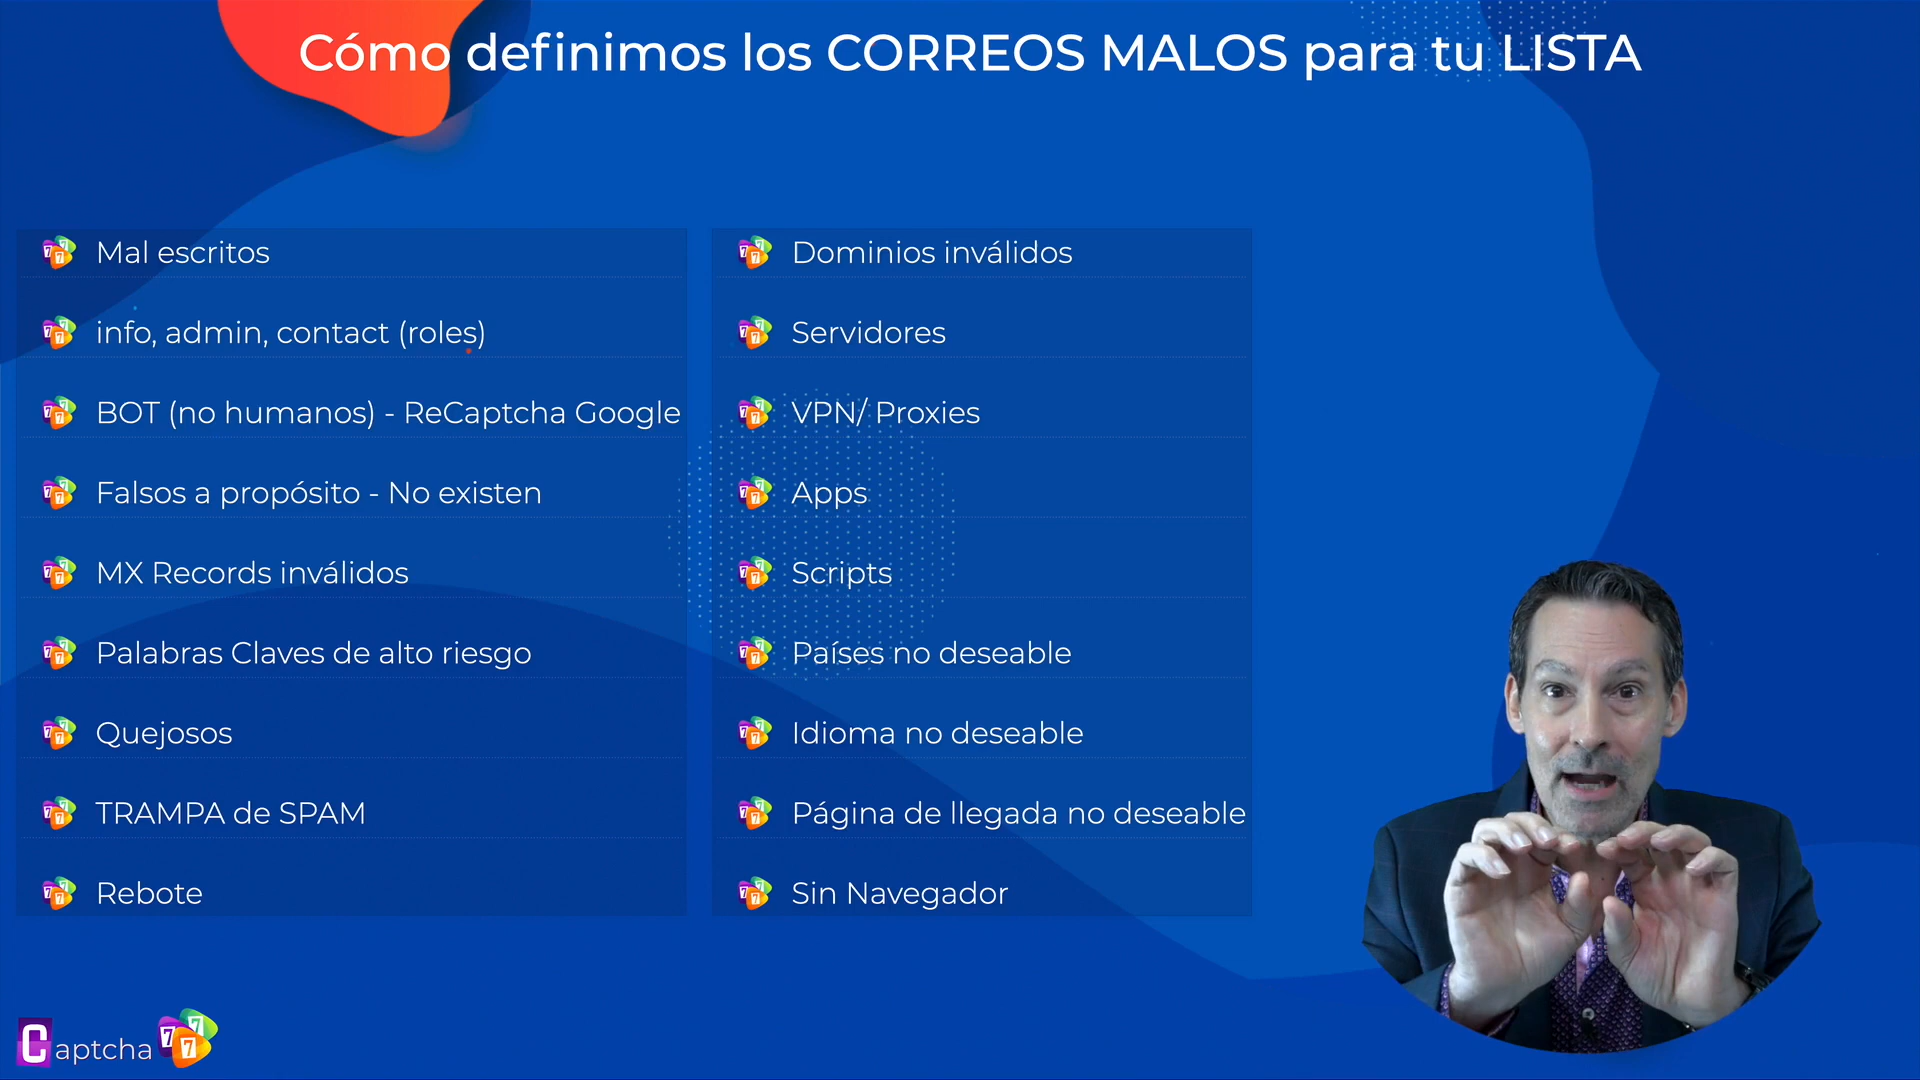 Cómo definimos los CORREOS MALOS para tu LISTA
Mal escritos
info, admin, contact (roles)
BOT (no humanos) - ReCaptcha Google
Falsos a propósito - No existen
MX Records inválidos
Palabras Claves de alto riesgo
Quejosos
TRAMPA de SPAM
Rebote
Dominios inválidos
Servidores
VPN/ Proxies
Apps
Scripts
Países no deseable
Idioma no deseable
Página de llegada no deseable
Sin Navegador
Captcha 777